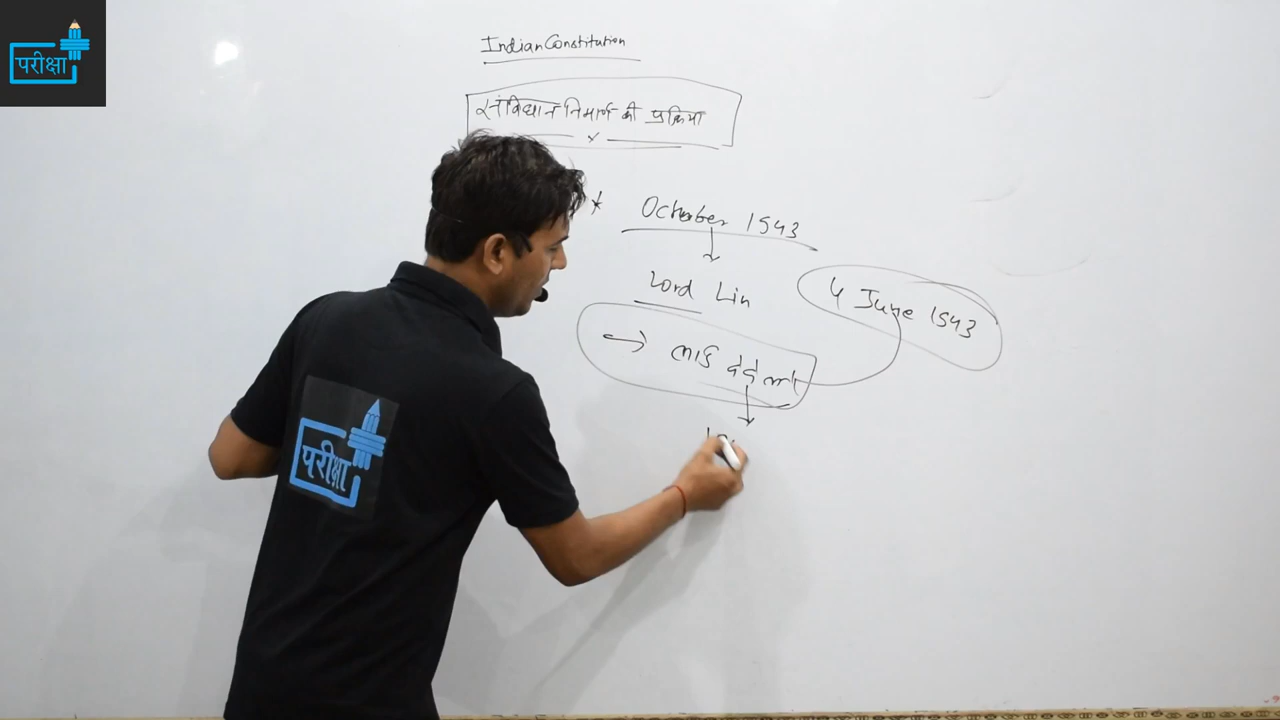 परीक्षा
Indian Constitution
संविधान निमार्ण की प्रक्रिया
October 1943
Lord Lin
4 June 1943
लार्ड वेवेल
परीक्षा